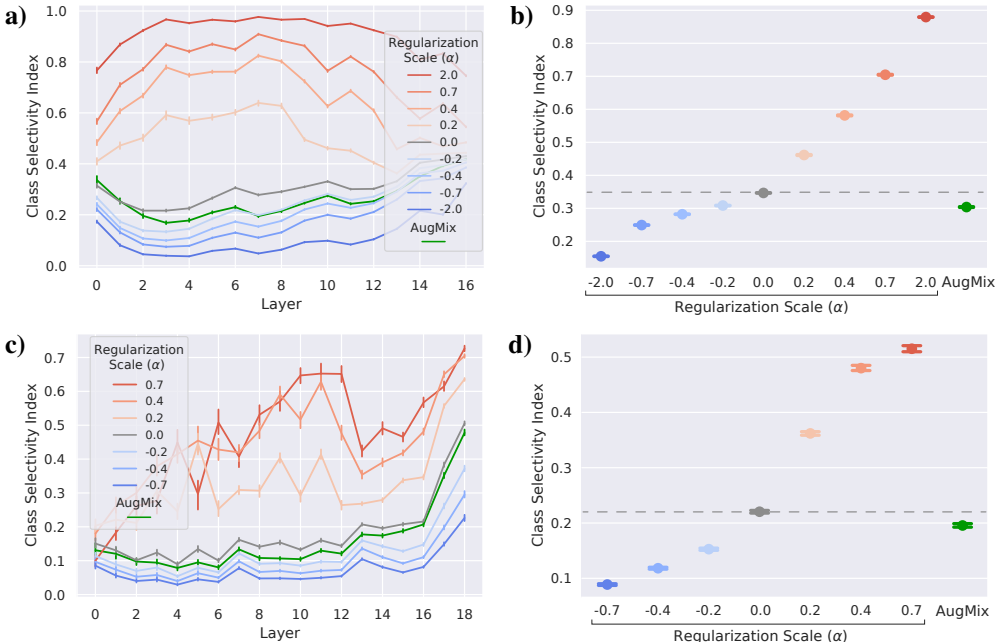 a)
Class Selectivity Index
1.0
0.8
0.6
0.4
0.2
0.0
0 2 4 6 8 10 12 14 16
Layer
Regularization
Scale (α)
2.0
0.7
0.4
0.2
0.0
-0.2
-0.4
-0.7
-2.0
AugMix
b)
Class Selectivity Index
0.9
0.8
0.7
0.6
0.5
0.4
0.3
0.2
-2.0 -0.7 -0.4 -0.2 0.0 0.2 0.4 0.7 2.0 AugMix
Regularization Scale (α)
c)
Class Selectivity Index
0.7
0.6
0.5
0.4
0.3
0.2
0.1
0.0
0 2 4 6 8 10 12 14 16 18
Layer
Regularization
Scale (α)
0.7
0.4
0.2
0.0
-0.2
-0.4
-0.7
AugMix
d)
Class Selectivity Index
0.5
0.4
0.3
0.2
0.1
-0.7 -0.4 -0.2 0.0 0.2 0.4 0.7 AugMix
Regularization Scale (α)